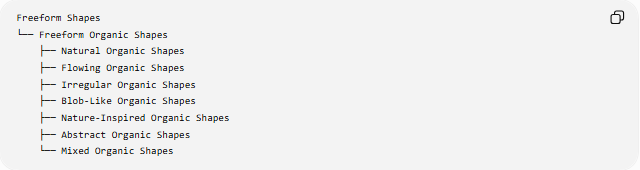 Freeform Shapes
└── Freeform Organic Shapes
    ├── Natural Organic Shapes
    ├── Flowing Organic Shapes
    ├── Irregular Organic Shapes
    ├── Blob-Like Organic Shapes
    ├── Nature-Inspired Organic Shapes
    ├── Abstract Organic Shapes
    └── Mixed Organic Shapes